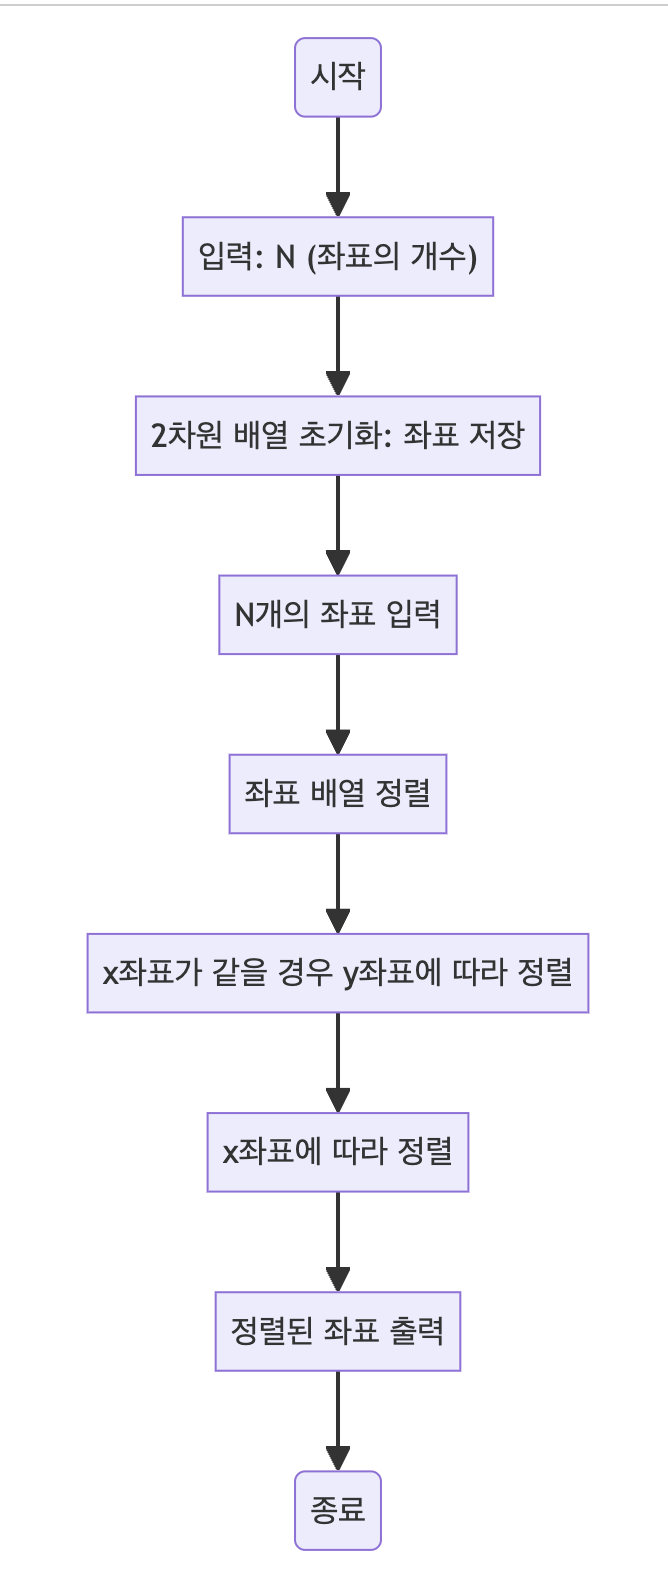 시작
입력: N (좌표의 개수)
2차원 배열 초기화: 좌표 저장
N개의 좌표 입력
좌표 배열 정렬
x좌표가 같을 경우 y좌표에 따라 정렬
x좌표에 따라 정렬
정렬된 좌표 출력
종료